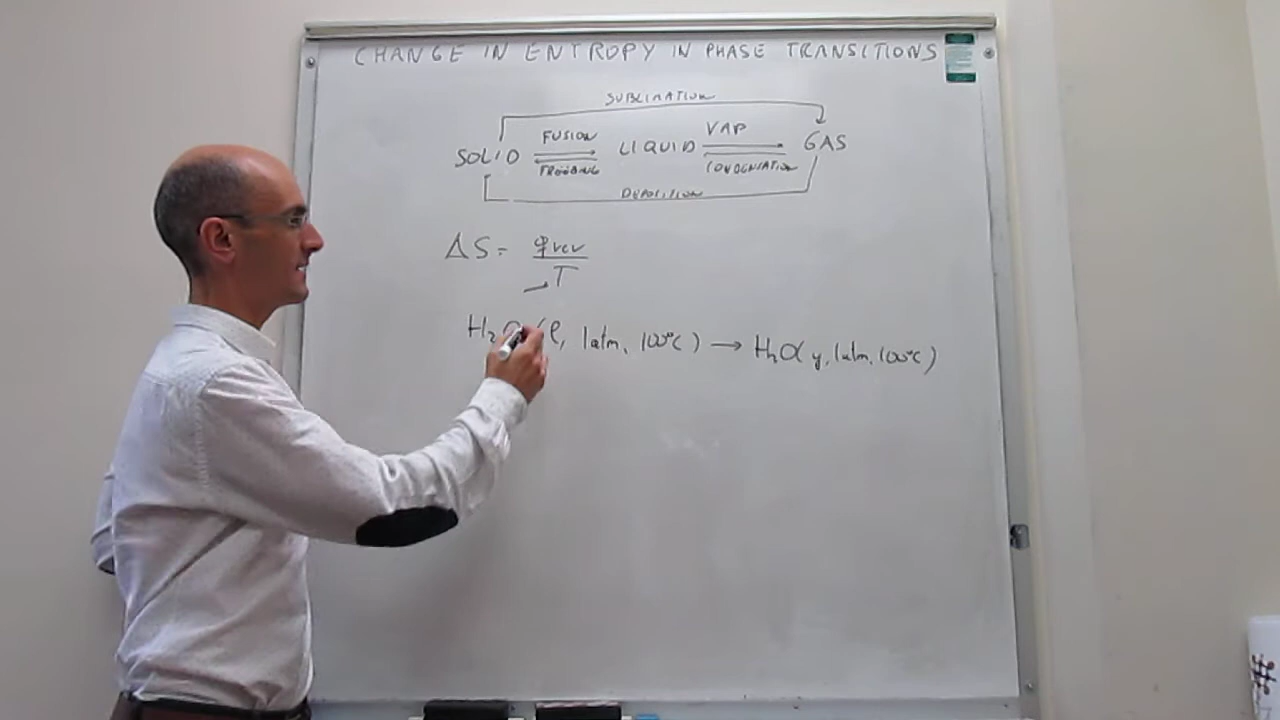 CHANGE IN ENTROPY IN PHASE TRANSITIONS
SUBLIMATION
SOLID FUSION LIQUID VAP GAS
CONDENSATION
DEPOSITION
ΔS = qrev / T
H2O (l, 1atm, 100°C) → H2O( g, 1atm, 100°C)